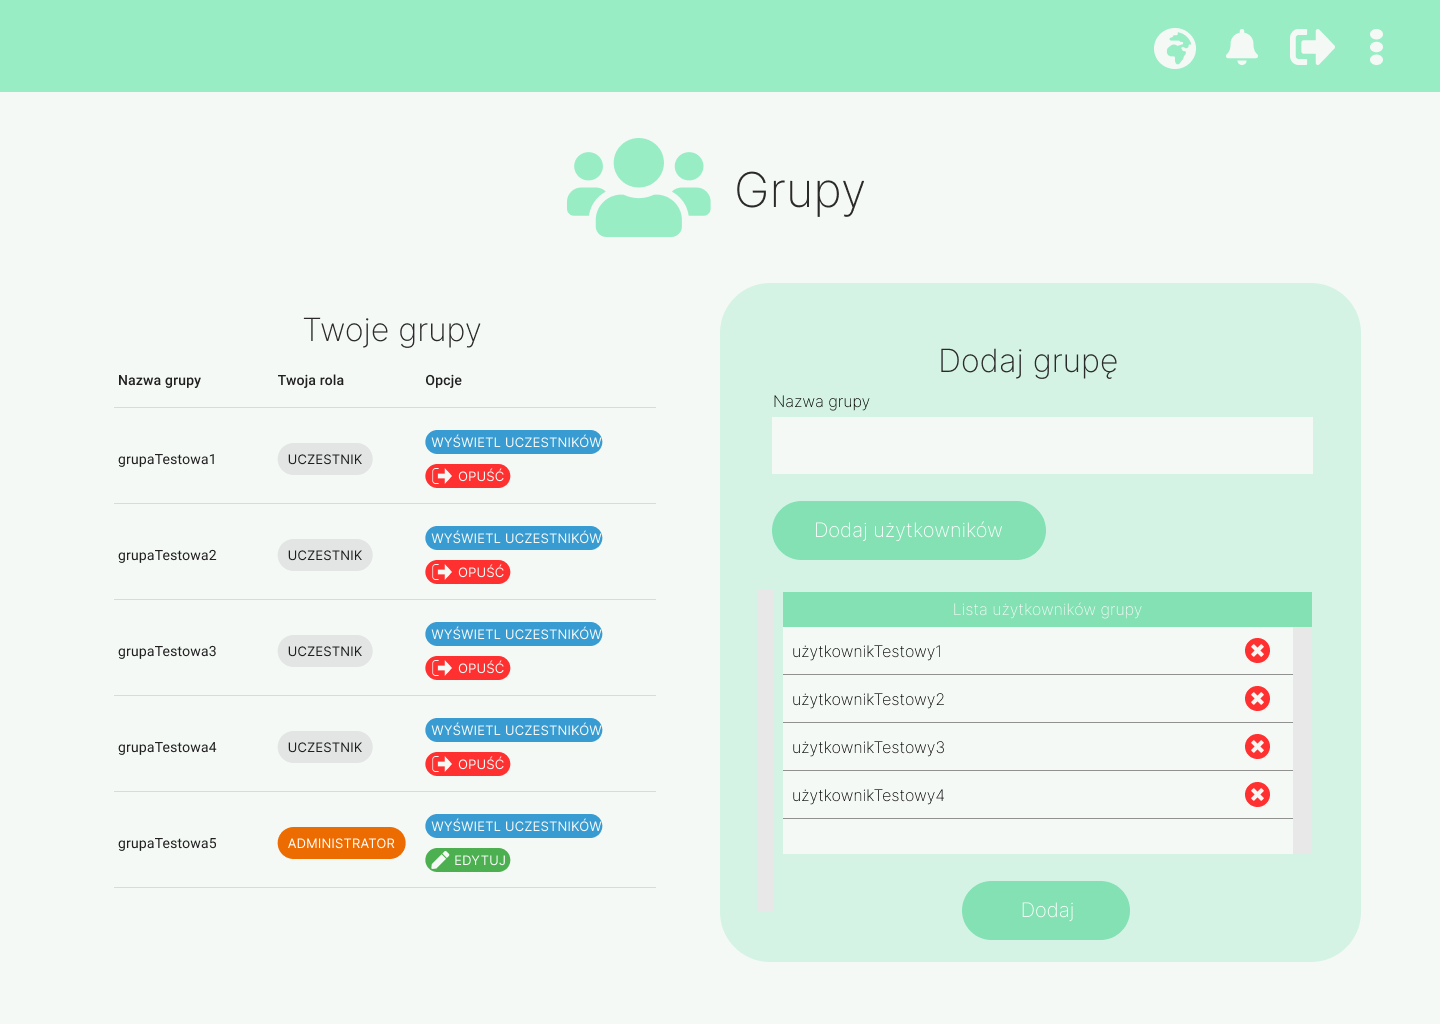 Grupy
Twoje grupy
Nazwa grupy Twoja rola Opcje
grupaTestowa1 UCZESTNIK WYŚWIETL UCZESTNIKÓW
OPUŚĆ
grupaTestowa2 UCZESTNIK WYŚWIETL UCZESTNIKÓW
OPUŚĆ
grupaTestowa3 UCZESTNIK WYŚWIETL UCZESTNIKÓW
OPUŚĆ
grupaTestowa4 UCZESTNIK WYŚWIETL UCZESTNIKÓW
OPUŚĆ
grupaTestowa5 ADMINISTRATOR WYŚWIETL UCZESTNIKÓW
EDYTUJ
Dodaj grupę
Nazwa grupy
Dodaj użytkowników
Lista użytkowników grupy
użytkownikTestowy1
użytkownikTestowy2
użytkownikTestowy3
użytkownikTestowy4
Dodaj